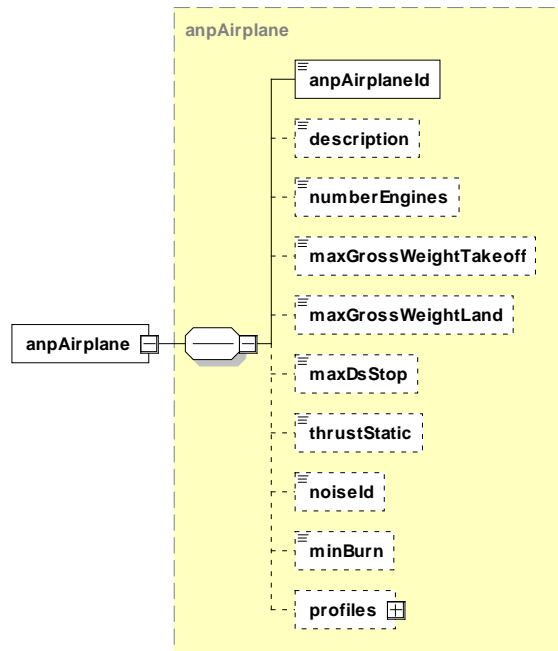 anpAirplane
anpAirplaneId
description
numberEngines
maxGrossWeightTakeoff
maxGrossWeightLand
anpAirplane
maxDsStop
thrustStatic
noiseId
minBurn
profiles